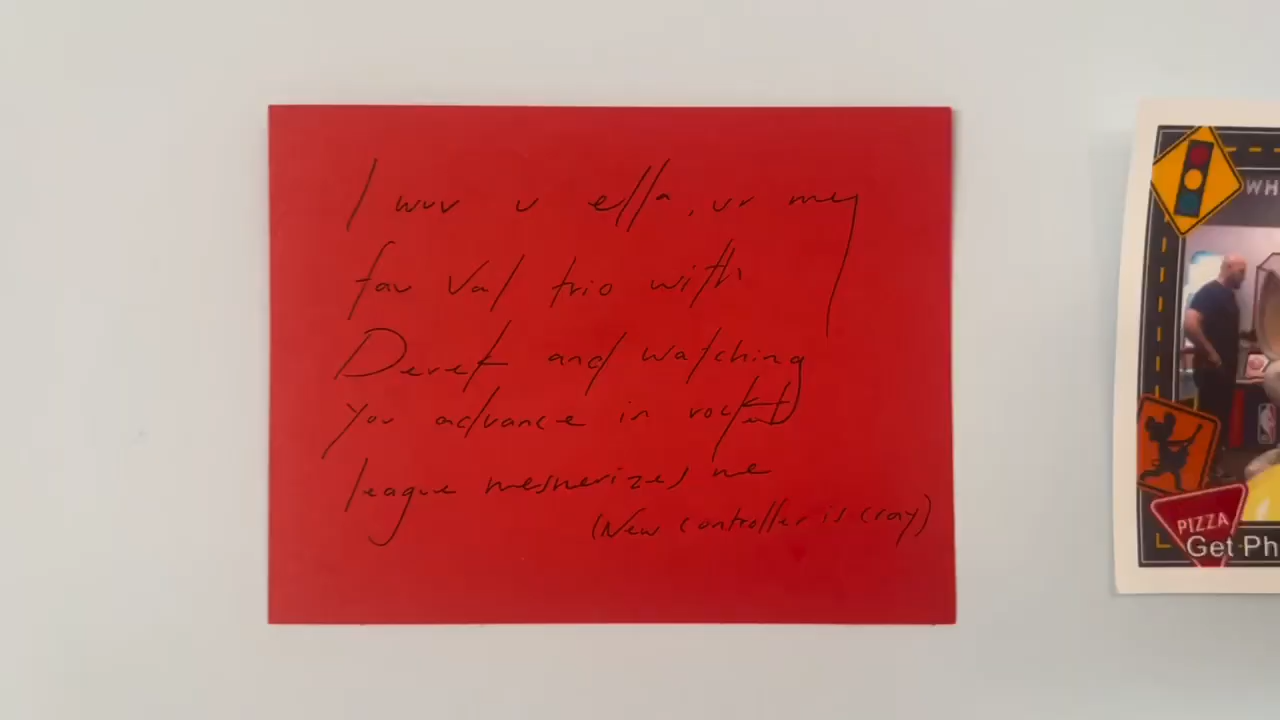 I wuv u ella, ur my
fav Val trio with
Derek and watching
you advance in rocket
league mesmerizes me
(New controller is cray)
WH
PIZZA
Get Ph